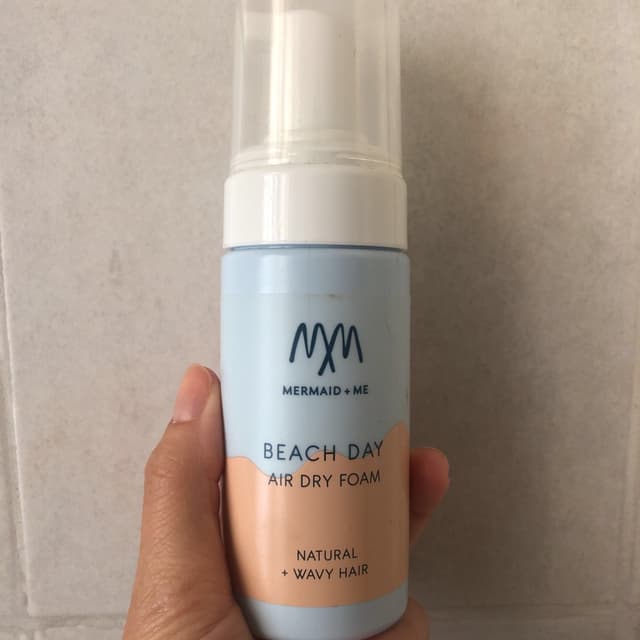 MXM
MERMAID + ME
BEACH DAY
AIR DRY FOAM
NATURAL
+ WAVY HAIR